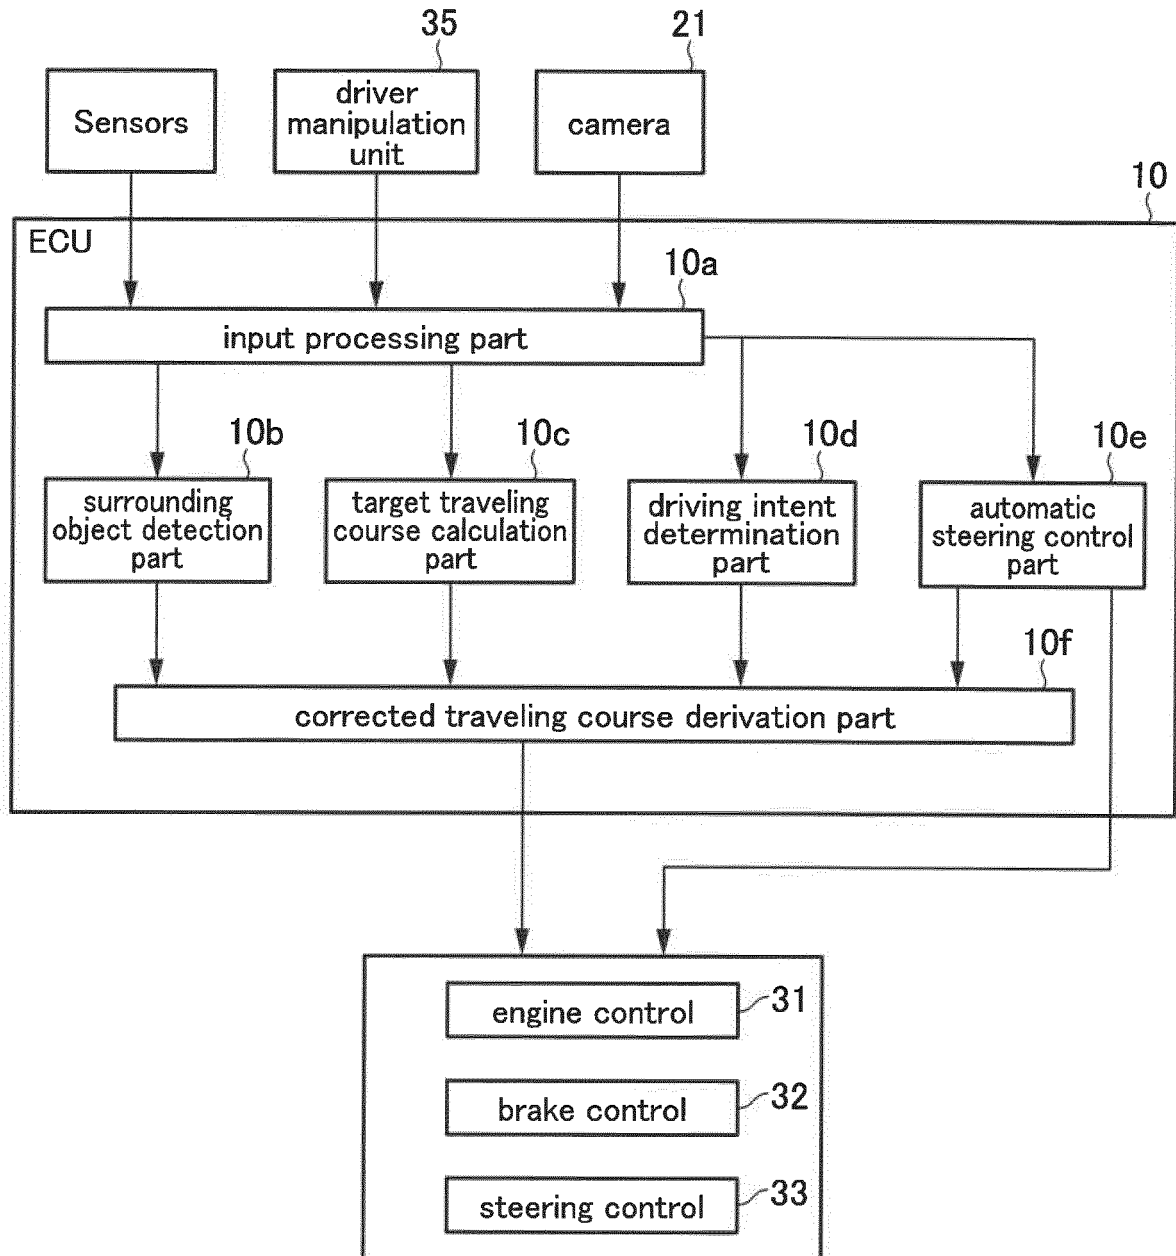 35
21
Sensors
driver
manipulation
unit
camera
10
ECU
10a
input processing part
10b
10c
10d
10e
surrounding
object detection
part
target traveling
course calculation
part
driving intent
determination
part
automatic
steering control
part
10f
corrected traveling course derivation part
engine control
31
brake control
32
steering control
33